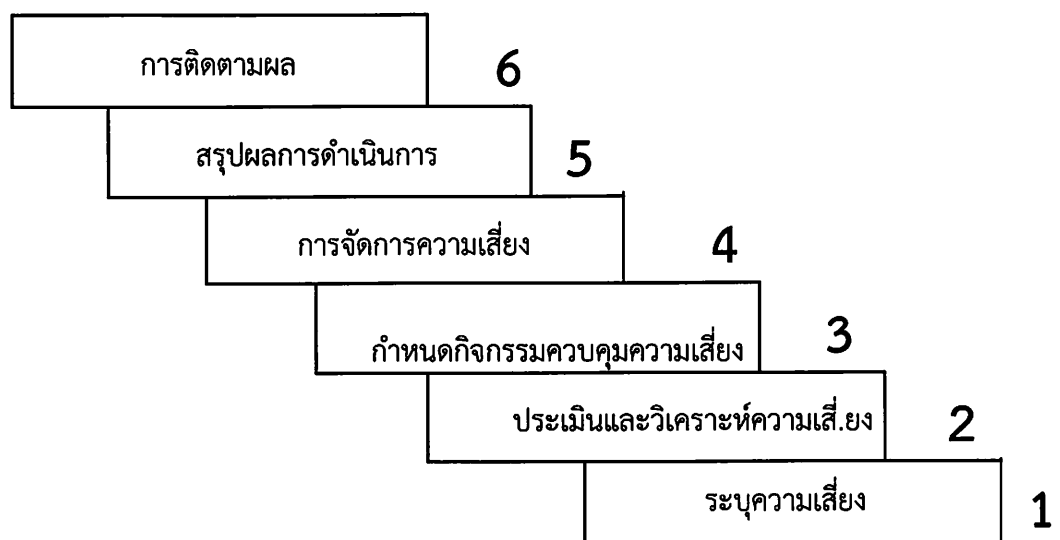 การติดตามผล 6
สรุปผลการดำเนินการ 5
การจัดการความเสี่ยง 4
กำหนดกิจกรรมควบคุมความเสี่ยง 3
ประเมินและวิเคราะห์ความเสี่.ยง 2
ระบุความเสี่ยง 1